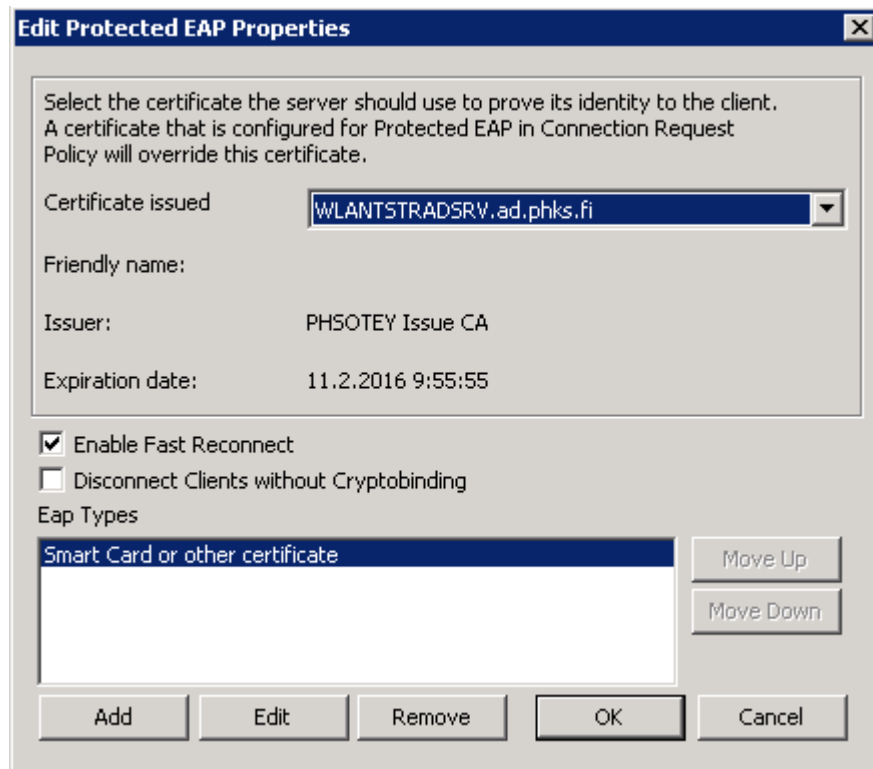 Edit Protected EAP Properties
Select the certificate the server should use to prove its identity to the client.
A certificate that is configured for Protected EAP in Connection Request
Policy will override this certificate.
Certificate issued WLANTSTRADSRV.ad.phks.fi
Friendly name:
Issuer: PHSOTEY Issue CA
Expiration date: 11.2.2016 9:55:55
Enable Fast Reconnect
Disconnect Clients without Cryptobinding
Eap Types
Smart Card or other certificate
Move Up
Move Down
Add Edit Remove OK Cancel